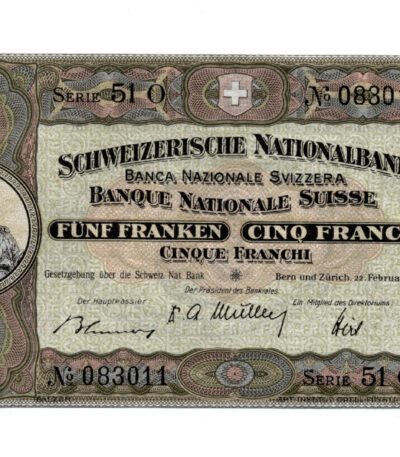 SERIE 51 O No 08301
SCHWEIZERISCHE NATIONALBAN
BANCA NAZIONALE SVIZZERA
BANQUE NATIONALE SUISSE
FÜNF FRANKEN CINQ FRANC
CINQUE FRANCHI
Gesetzgebung über die Schweiz Nat Bank Bern und Zürich, 22. Februar
Der Hauptkassier: Der Präsident des Bankrates. Ein Mitglied des Direktoriums:
No 083011 SERIE 51